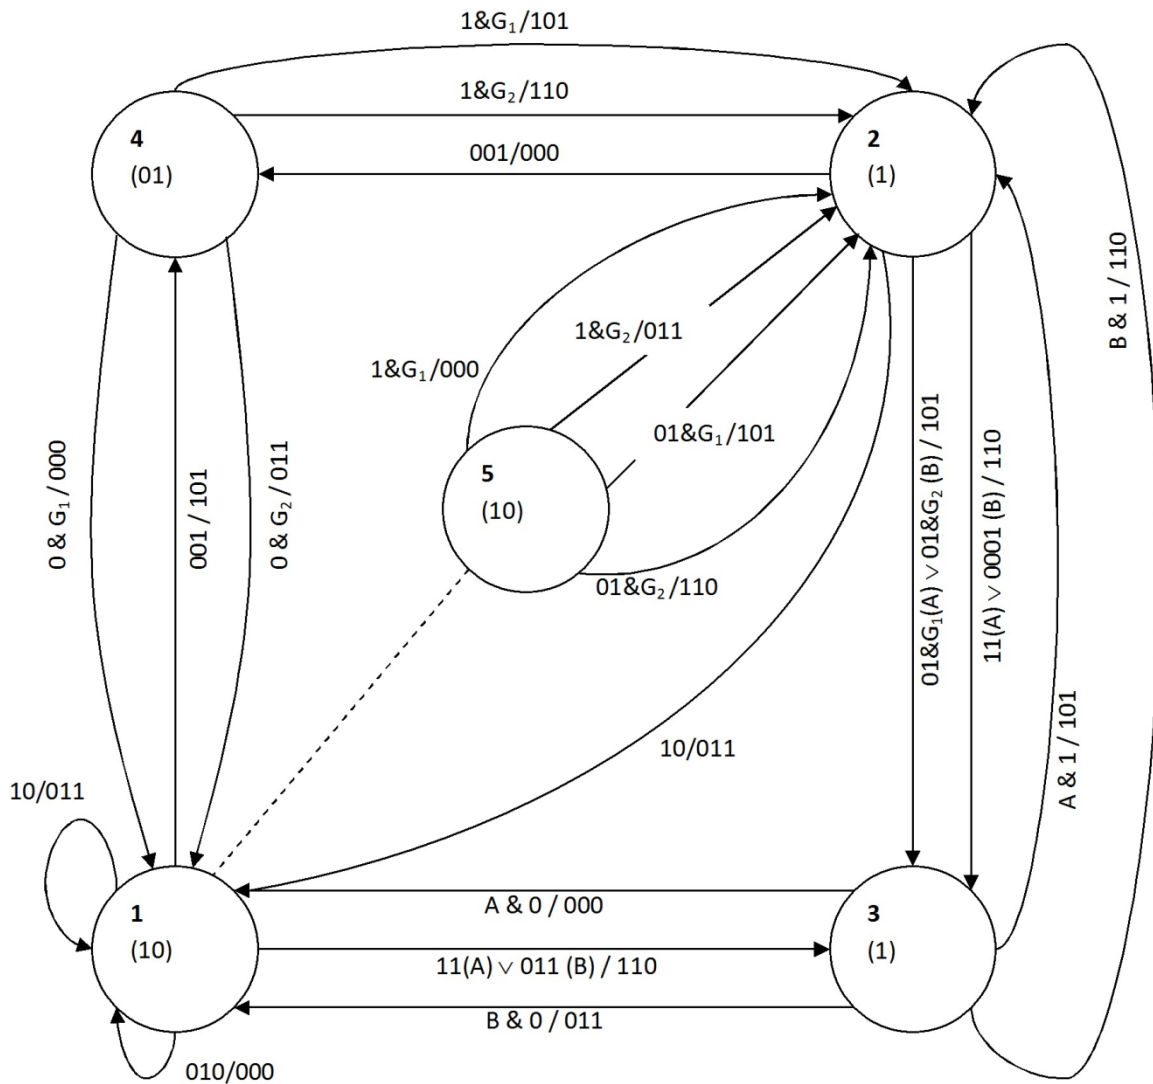 1&G₁/101
1&G₂/110
4
(01)
2
(1)
001/000
1&G₂/011
1&G₁/000
01&G₁/101
5
(10)
01&G₂/110
0 & G₁ / 000
001 / 101
0 & G₂ / 011
01&G₁(A) ∨ 01&G₂ (B) / 101
11(A) ∨ 0001 (B) / 110
A & 1 / 101
B & 1 / 110
10/011
10/011
1
(10)
A & 0 / 000
3
(1)
11(A) ∨ 011 (B) / 110
B & 0 / 011
010/000